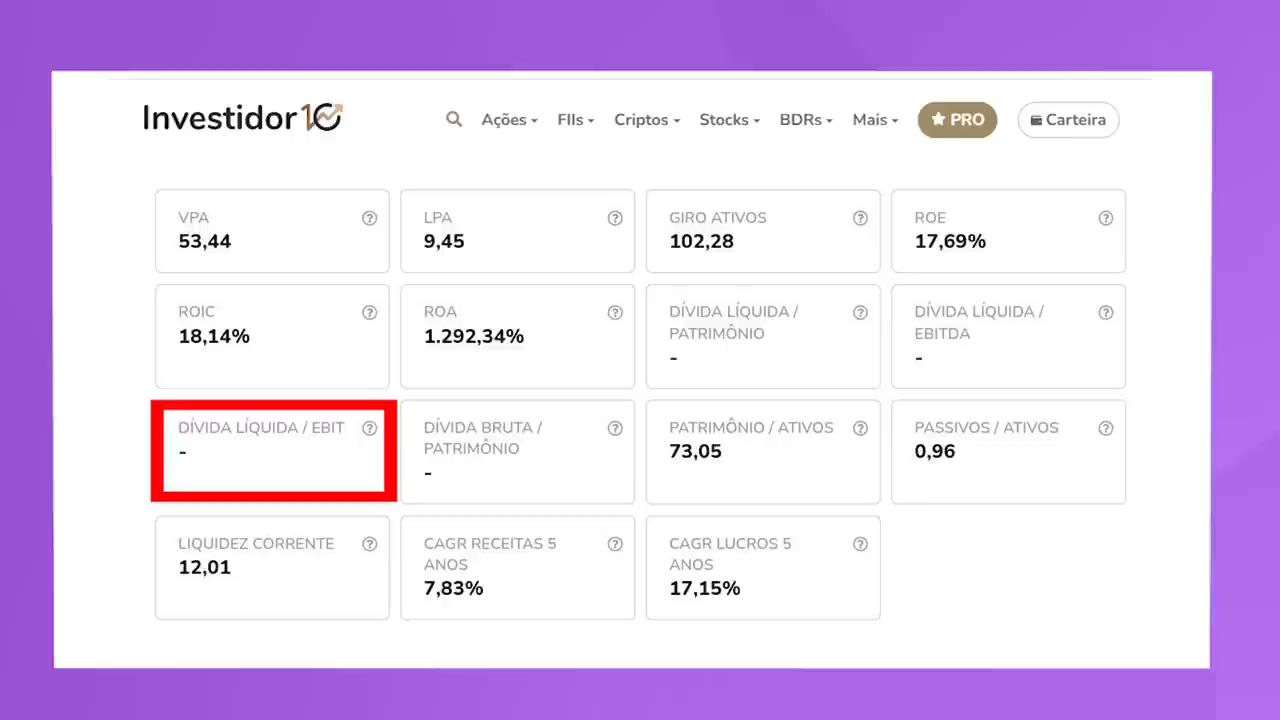 Investidor 10
Ações FIIs Criptos Stocks BDRs Mais PRO Carteira
VPA
53,44
LPA
9,45
GIRO ATIVOS
102,28
ROE
17,69%
ROIC
18,14%
ROA
1.292,34%
DÍVIDA LÍQUIDA /
PATRIMÔNIO
-
DÍVIDA LÍQUIDA /
EBITDA
-
DÍVIDA LÍQUIDA / EBIT
-
DÍVIDA BRUTA /
PATRIMÔNIO
-
PATRIMÔNIO / ATIVOS
73,05
PASSIVOS / ATIVOS
0,96
LIQUIDEZ CORRENTE
12,01
CAGR RECEITAS 5
ANOS
7,83%
CAGR LUCROS 5
ANOS
17,15%